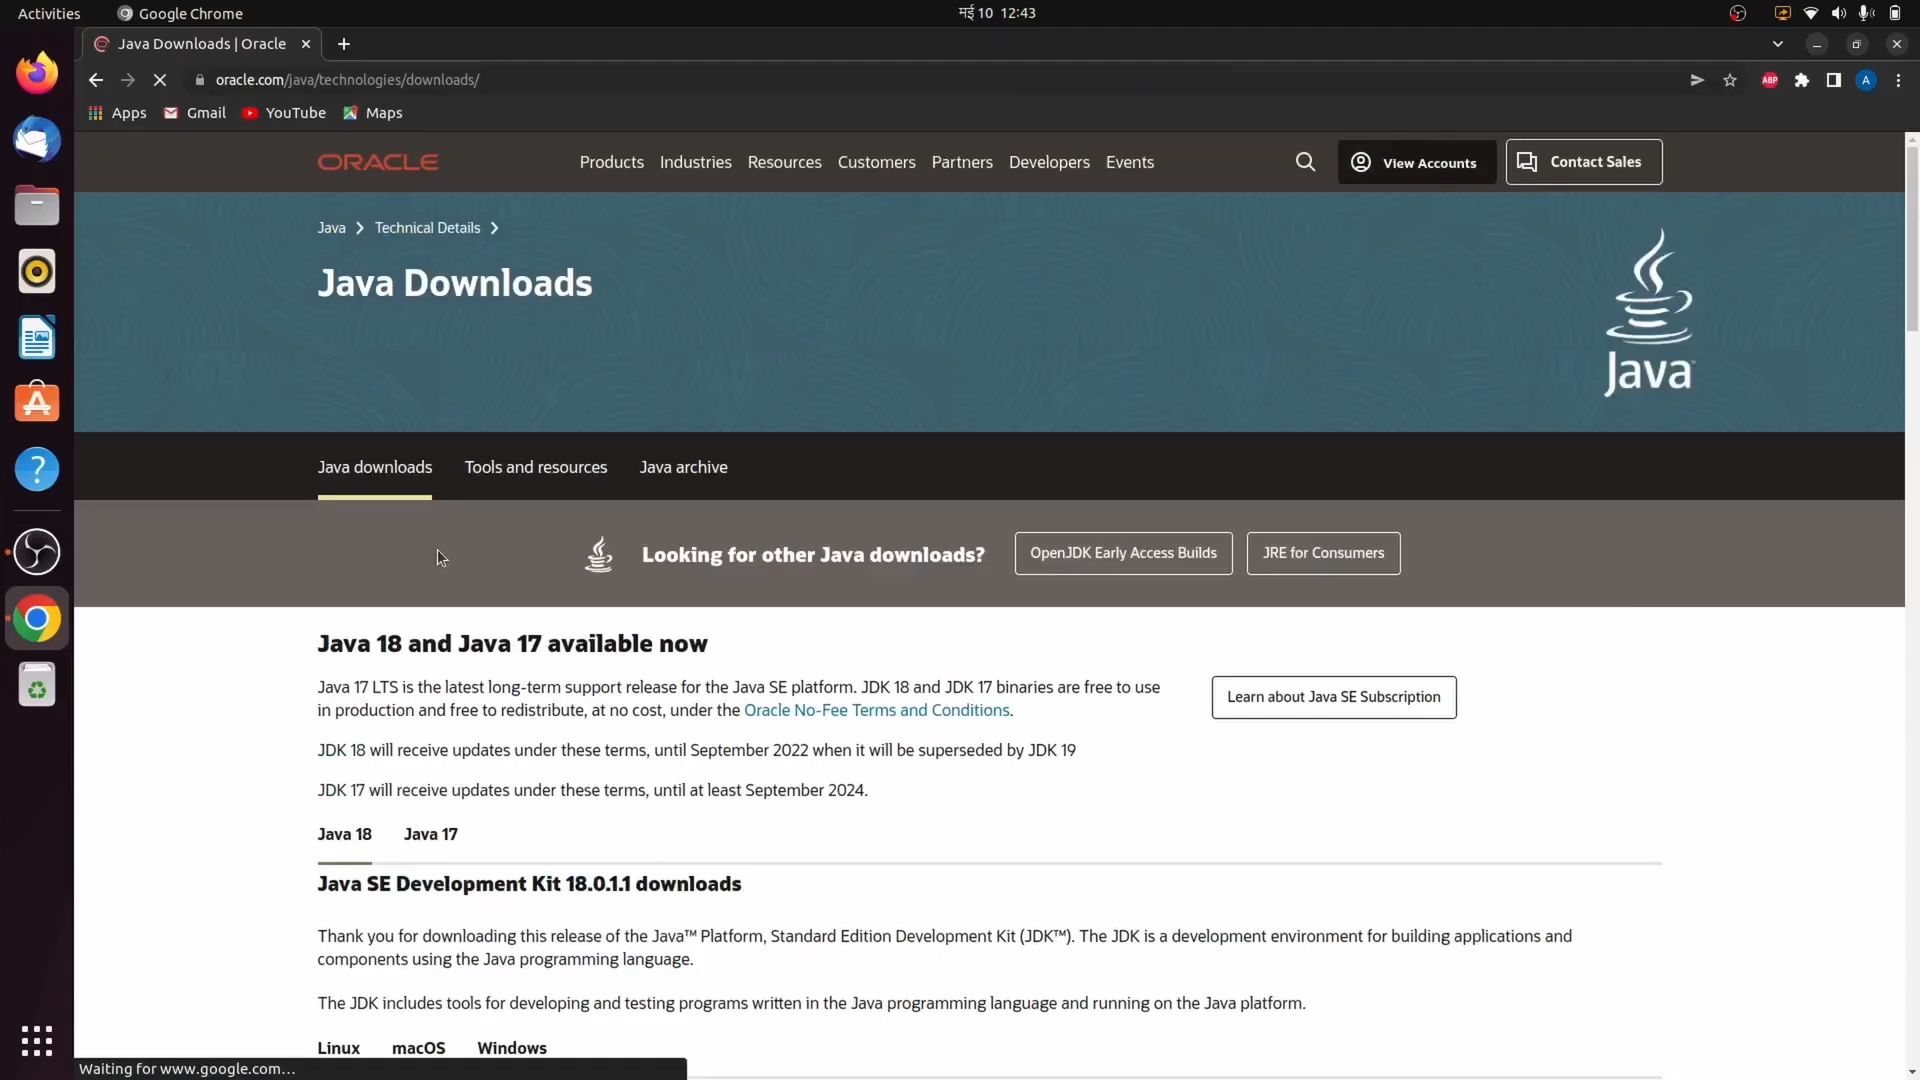 Activities
Google Chrome
मई 10 12:43
Java Downloads | Oracle
oracle.com/java/technologies/downloads/
ABP
A
Apps
Gmail
YouTube
Maps
ORACLE
Products
Industries
Resources
Customers
Partners
Developers
Events
View Accounts
Contact Sales
Java
Technical Details
Java Downloads
Java
Java downloads
Tools and resources
Java archive
Looking for other Java downloads?
OpenJDK Early Access Builds
JRE for Consumers
Java 18 and Java 17 available now
Java 17 LTS is the latest long-term support release for the Java SE platform. JDK 18 and JDK 17 binaries are free to use
in production and free to redistribute, at no cost, under the Oracle No-Fee Terms and Conditions.
Learn about Java SE Subscription
JDK 18 will receive updates under these terms, until September 2022 when it will be superseded by JDK 19
JDK 17 will receive updates under these terms, until at least September 2024.
Java 18
Java 17
Java SE Development Kit 18.0.1.1 downloads
Thank you for downloading this release of the Java™ Platform, Standard Edition Development Kit (JDK™). The JDK is a development environment for building applications and
components using the Java programming language.
The JDK includes tools for developing and testing programs written in the Java programming language and running on the Java platform.
Linux
macOS
Windows
Waiting for www.google.com...